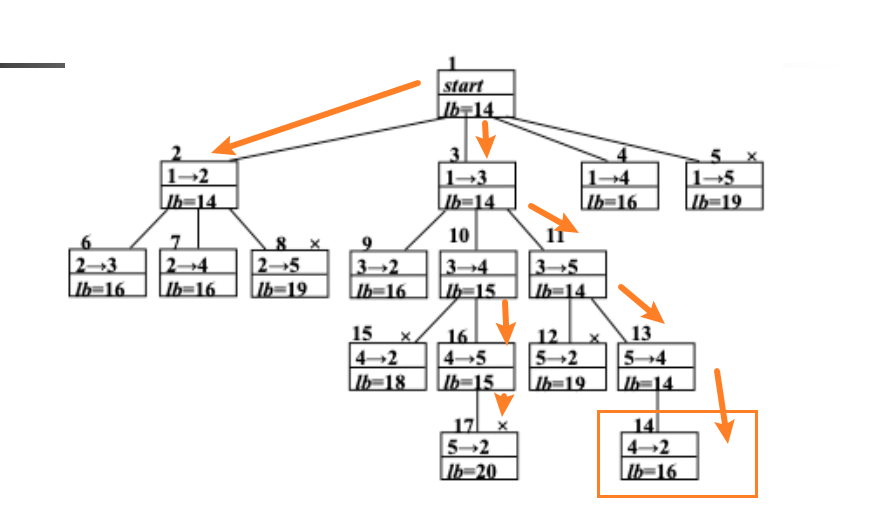 1
start
lb=14
2
3
4
5 ×
1→2
1→3
1→4
1→5
lb=14
lb=14
lb=16
lb=19
6
7
8 ×
9
10
11
2→3
2→4
2→5
3→2
3→4
3→5
lb=16
lb=16
lb=19
lb=16
lb=15
lb=14
15 ×
16
12 ×
13
4→2
4→5
5→2
5→4
lb=18
lb=15
lb=19
lb=14
17 ×
14
5→2
4→2
lb=20
lb=16